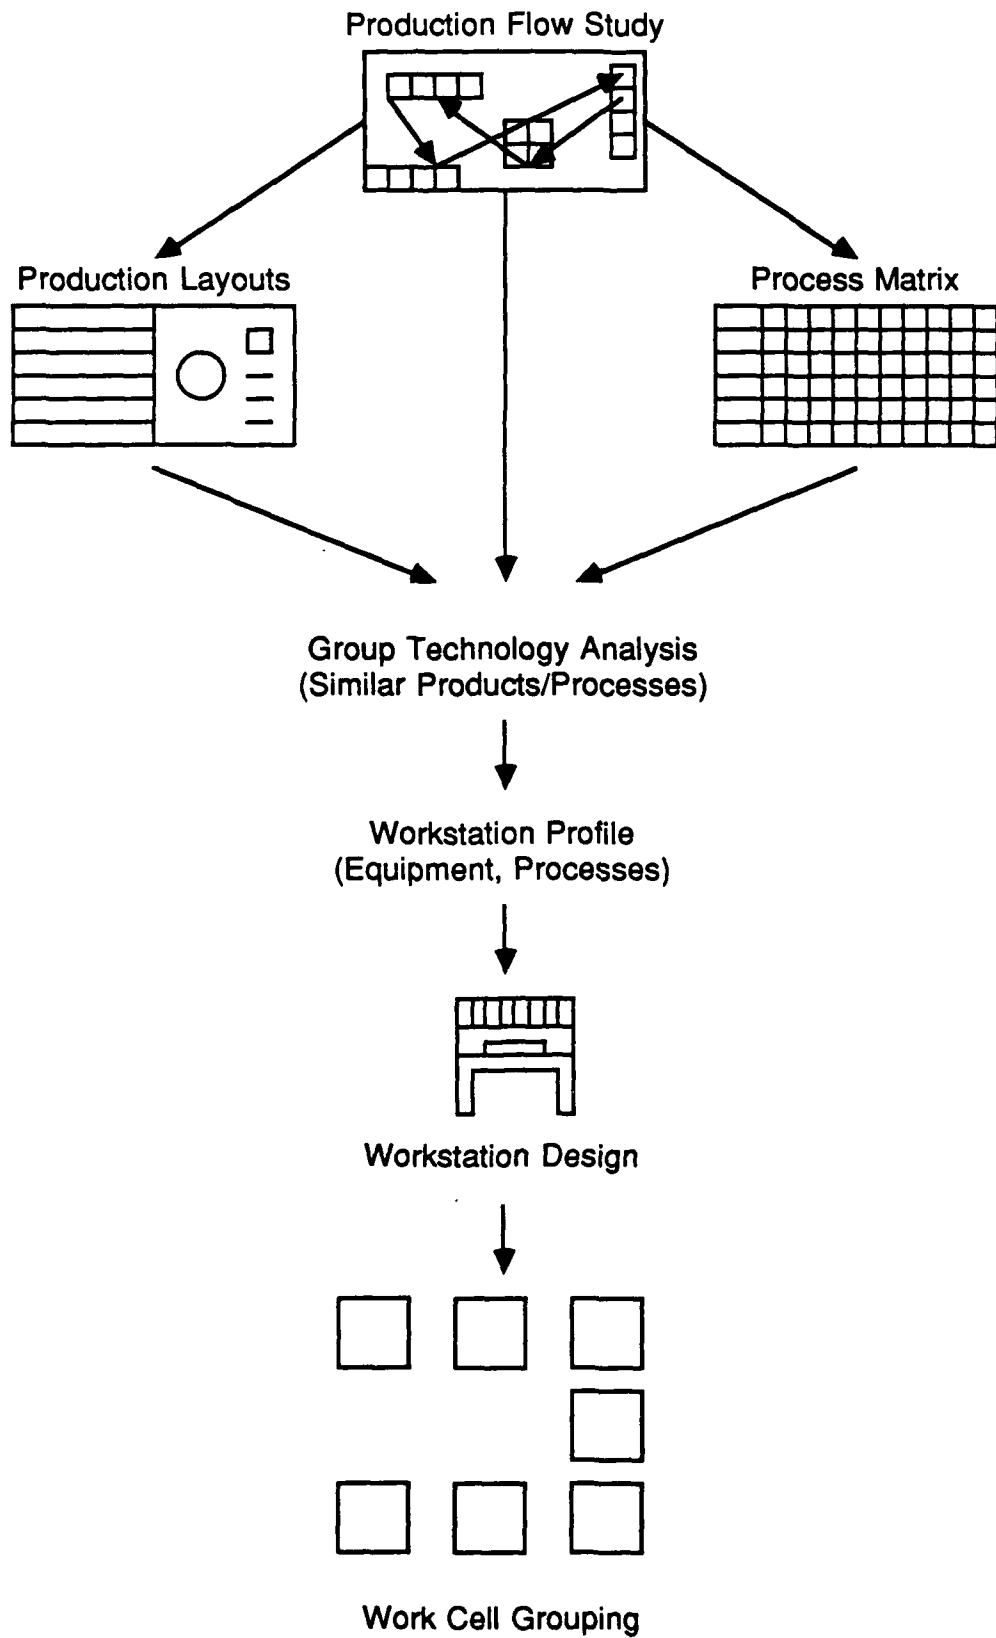 Production Flow Study
Production Layouts
Process Matrix
Group Technology Analysis
(Similar Products/Processes)
Workstation Profile
(Equipment, Processes)
Workstation Design
Work Cell Grouping